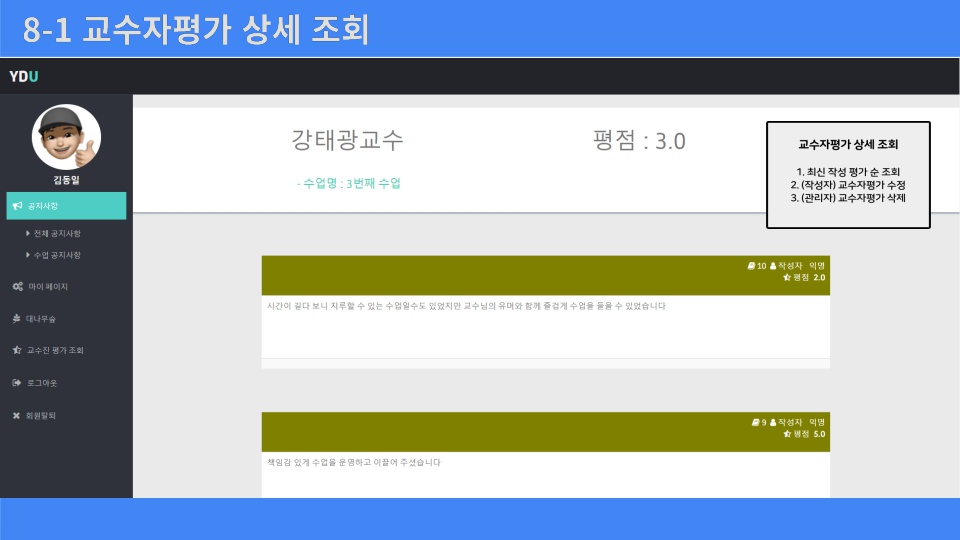 8-1 교수자평가 상세 조회
YDU
김동일
공지사항
전체 공지사항
수업 공지사항
마이 페이지
대나무숲
교수진 평가 조회
로그아웃
회원탈퇴
강태광교수
평점 : 3.0
- 수업명 : 3번째 수업
교수자평가 상세 조회
1. 최신 작성 평가 순 조회
2. (작성자) 교수자평가 수정
3. (관리자) 교수자평가 삭제
10 작성자 익명
평점 2.0
시간이 길다 보니 지루할 수 있는 수업일수도 있었지만 교수님의 유머와 함께 즐겁게 수업을 들을 수 있었습니다
9 작성자 익명
평점 5.0
책임감 있게 수업을 운영하고 이끌어 주셨습니다